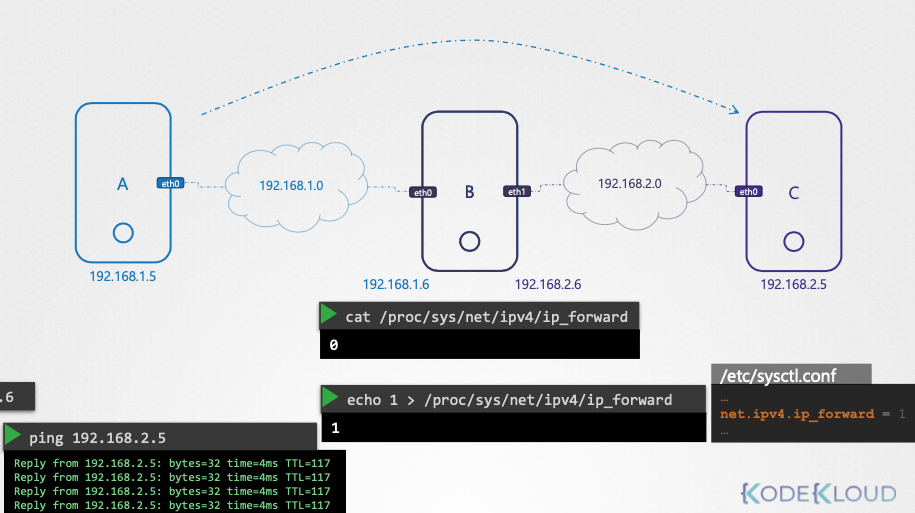 A
eth0
192.168.1.0
eth0
B
eth1
192.168.2.0
eth0
C
192.168.1.5
192.168.1.6
192.168.2.6
192.168.2.5
cat /proc/sys/net/ipv4/ip_forward
0
.6
echo 1 > /proc/sys/net/ipv4/ip_forward
1
/etc/sysctl.conf
…
net.ipv4.ip_forward = 1
…
ping 192.168.2.5
Reply from 192.168.2.5: bytes=32 time=4ms TTL=117
Reply from 192.168.2.5: bytes=32 time=4ms TTL=117
Reply from 192.168.2.5: bytes=32 time=4ms TTL=117
Reply from 192.168.2.5: bytes=32 time=4ms TTL=117
KODEKLOUD